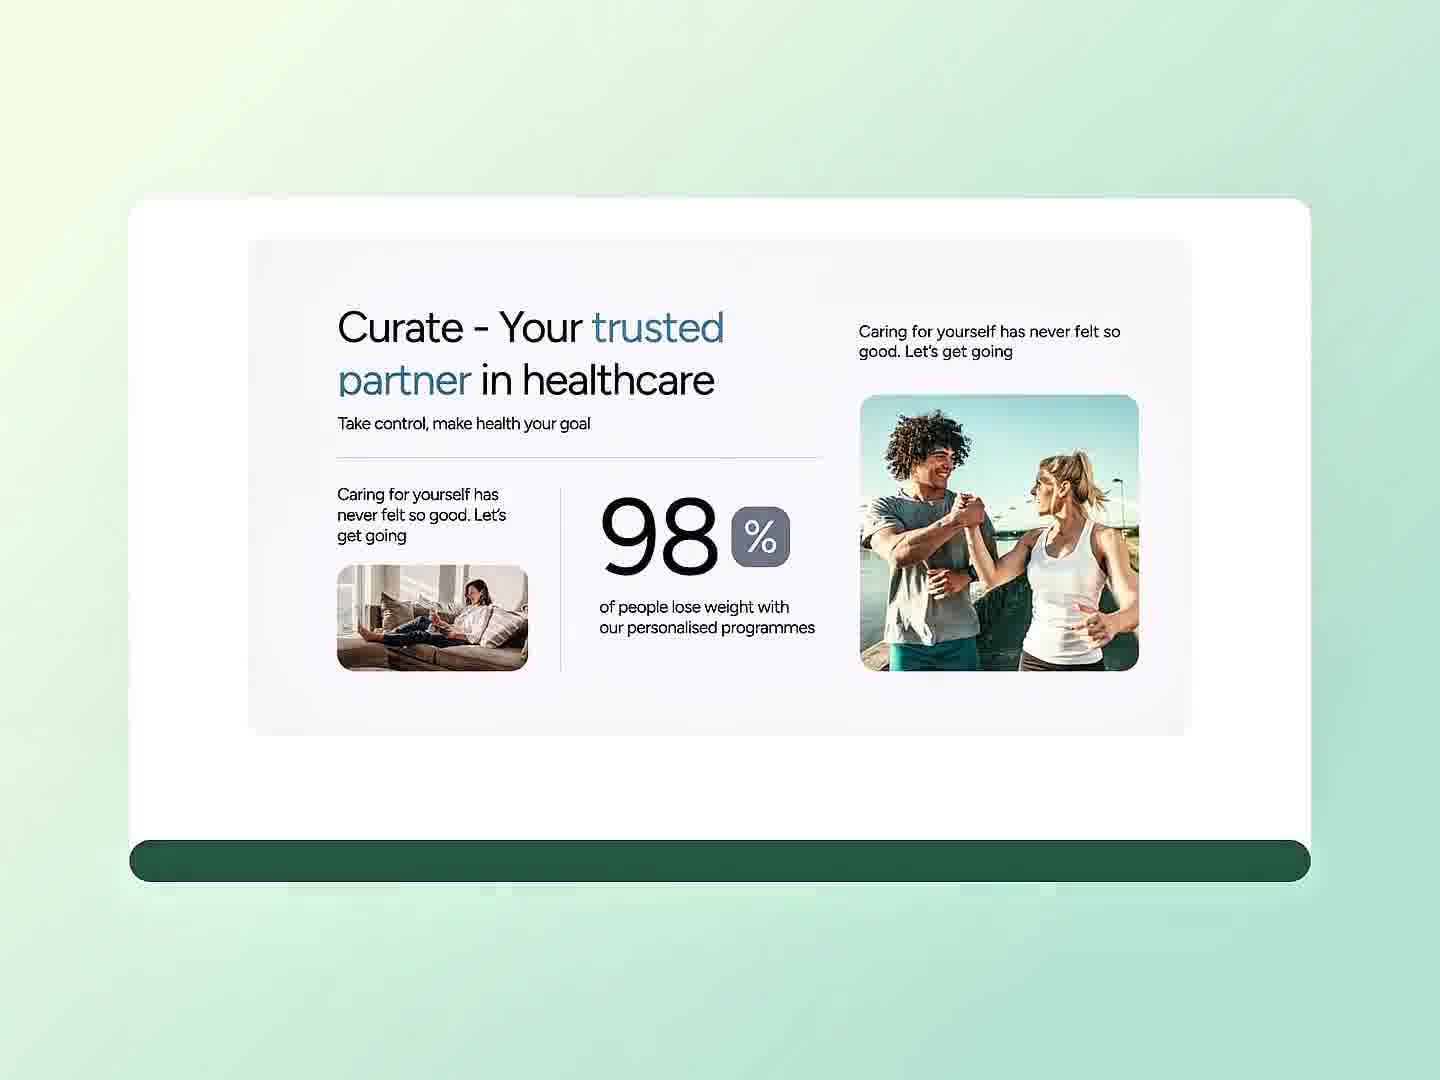 Curate - Your trusted
partner in healthcare
Take control, make health your goal
Caring for yourself has
never felt so good. Let's
get going
98 %
of people lose weight with
our personalised programmes
Caring for yourself has never felt so
good. Let's get going